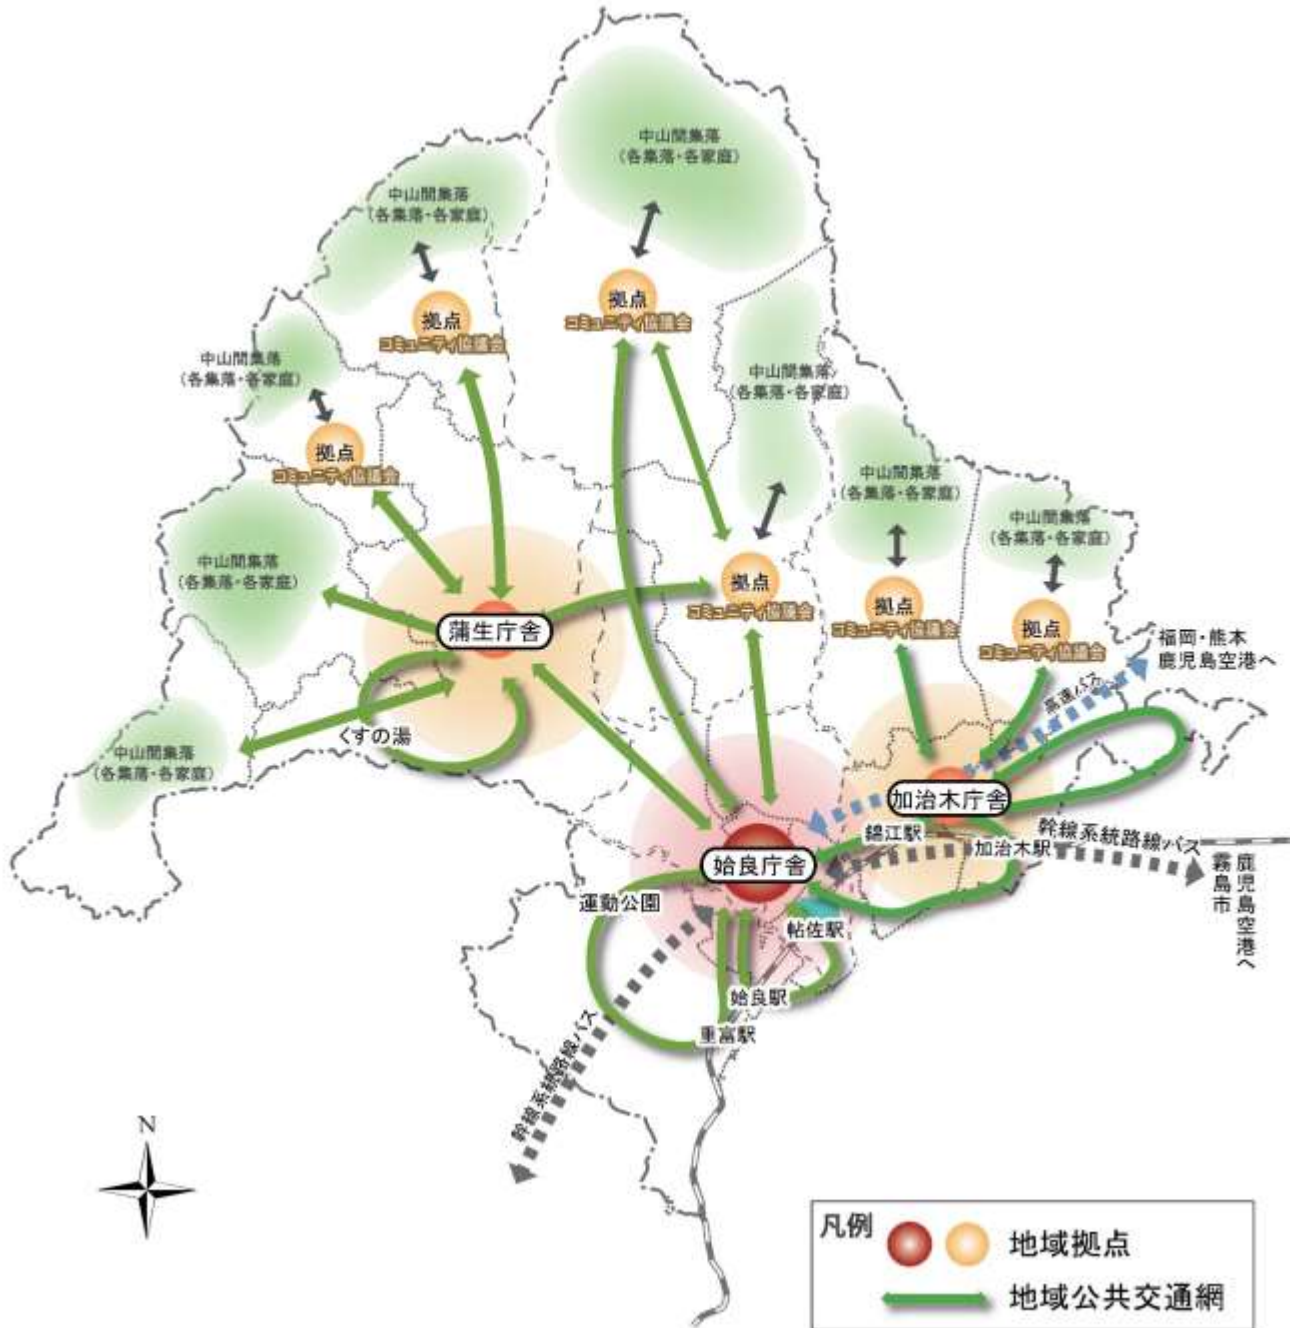 中山間集落
(各集落・各家庭)
中山間集落
(各集落・各家庭)
拠点
コミュニティ協議会
拠点
コミュニティ協議会
中山間集落
(各集落・各家庭)
中山間集落
(各集落・各家庭)
拠点
コミュニティ協議会
中山間集落
(各集落・各家庭)
中山間集落
(各集落・各家庭)
中山間集落
(各集落・各家庭)
拠点
コミュニティ協議会
拠点
コミュニティ協議会
拠点
コミュニティ協議会
蒲生庁舎
福岡・熊本
鹿児島空港へ
高速バス
くすの湯
中山間集落
(各集落・各家庭)
加治木庁舎
錦江駅
加治木駅
幹線系統路線バス
鹿児島空港へ
霧島市
姶良庁舎
運動公園
帖佐駅
姶良駅
重富駅
幹線系統路線バス
N
凡例
地域拠点
地域公共交通網